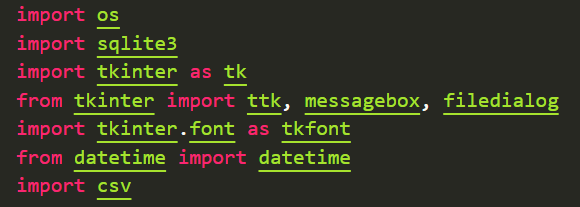 import os
import sqlite3
import tkinter as tk
from tkinter import ttk, messagebox, filedialog
import tkinter.font as tkfont
from datetime import datetime
import csv